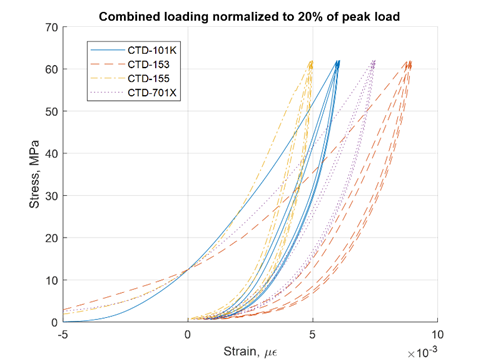 Combined loading normalized to 20% of peak load
70
60
50
40
30
20
10
0
Stress, MPa
CTD-101K
CTD-153
CTD-155
CTD-701X
-5
0
5
10
Strain, με
×10⁻³